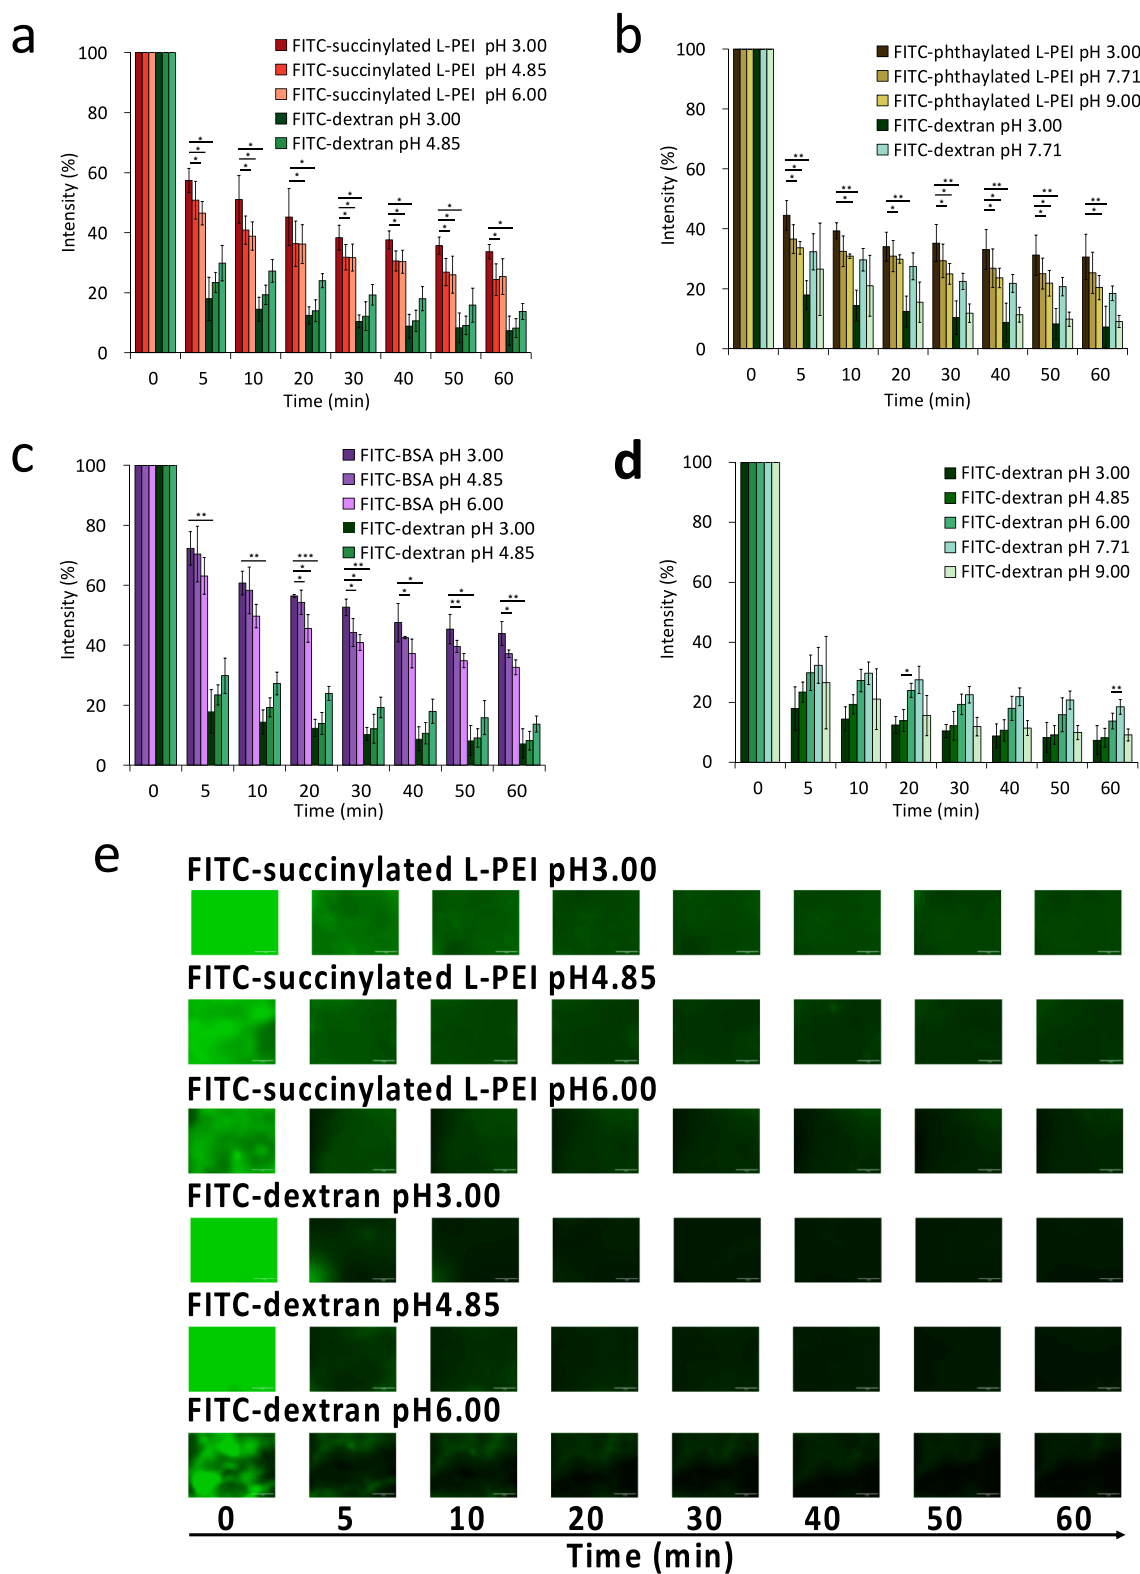 a
FITC-succinylated L-PEI pH 3.00
FITC-succinylated L-PEI pH 4.85
FITC-succinylated L-PEI pH 6.00
FITC-dextran pH 3.00
FITC-dextran pH 4.85
Intensity (%)
100
80
60
40
20
0
* * * * * * * * * * * * * * * * * * *
0 5 10 20 30 40 50 60
Time (min)
b
FITC-phthaylated L-PEI pH 3.00
FITC-phthaylated L-PEI pH 7.71
FITC-phthaylated L-PEI pH 9.00
FITC-dextran pH 3.00
FITC-dextran pH 7.71
Intensity (%)
100
80
60
40
20
0
** * * ** * ** * ** * * ** * * ** * * ** *
0 5 10 20 30 40 50 60
Time (min)
c
FITC-BSA pH 3.00
FITC-BSA pH 4.85
FITC-BSA pH 6.00
FITC-dextran pH 3.00
FITC-dextran pH 4.85
Intensity (%)
100
80
60
40
20
0
** ** *** * * ** * * * * * ** ** *
0 5 10 20 30 40 50 60
Time (min)
d
FITC-dextran pH 3.00
FITC-dextran pH 4.85
FITC-dextran pH 6.00
FITC-dextran pH 7.71
FITC-dextran pH 9.00
Intensity (%)
100
80
60
40
20
0
* **
0 5 10 20 30 40 50 60
Time (min)
e
FITC-succinylated L-PEI pH3.00
FITC-succinylated L-PEI pH4.85
FITC-succinylated L-PEI pH6.00
FITC-dextran pH3.00
FITC-dextran pH4.85
FITC-dextran pH6.00
0 5 10 20 30 40 50 60
Time (min)